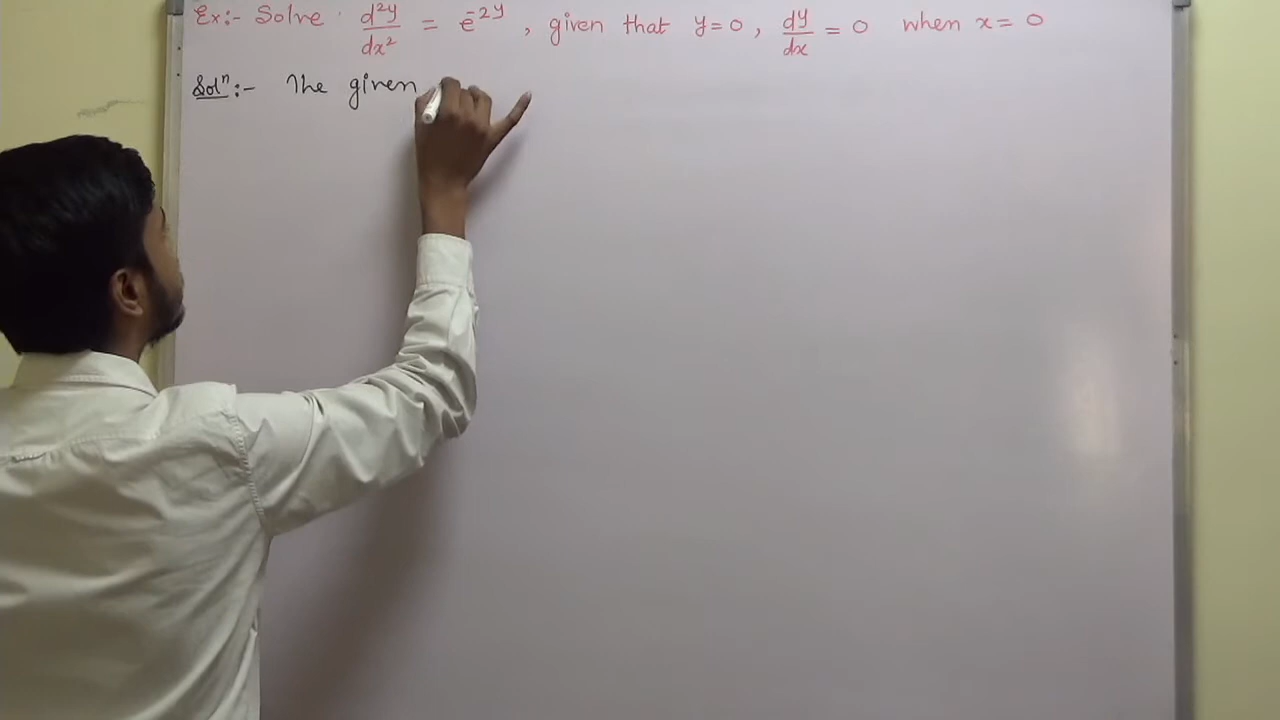 Ex:- Solve d²y/dx² = e⁻²ʸ, given that y=0, dy/dx = 0 when x=0
Solⁿ:- The given